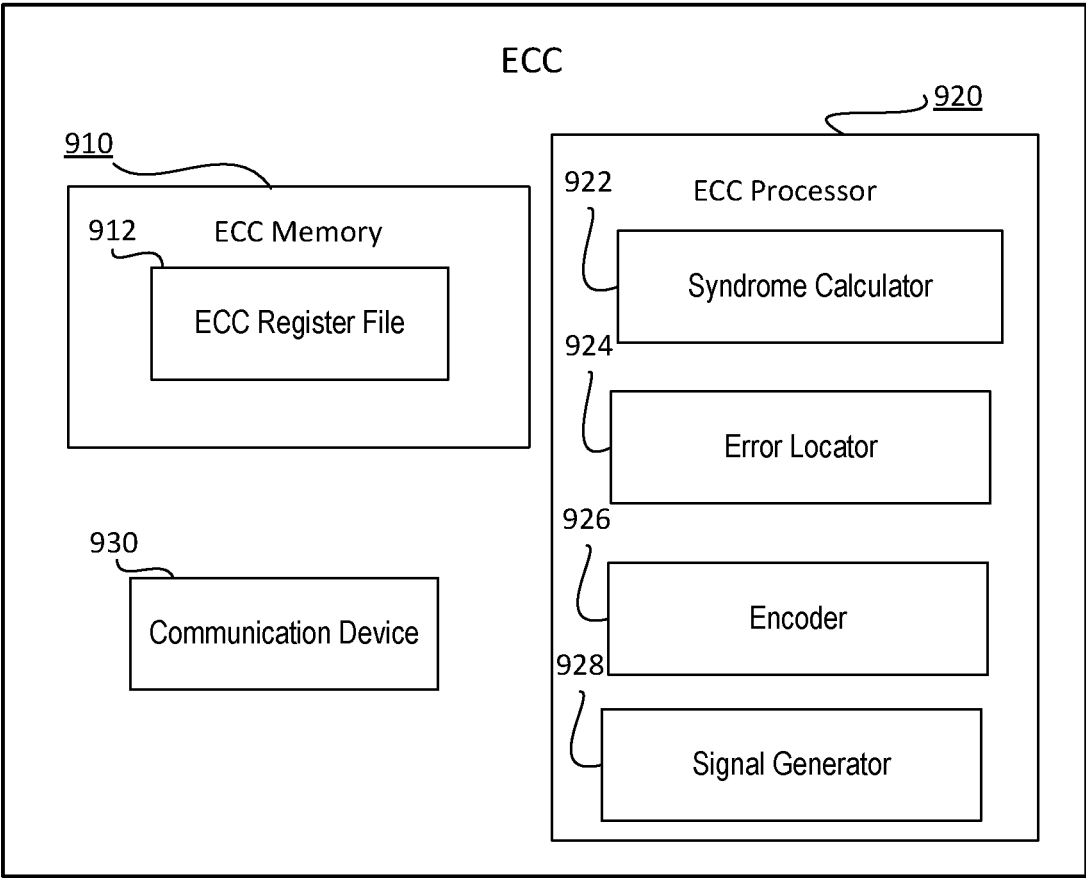 ECC
910
ECC Memory
912
ECC Register File
930
Communication Device
920
ECC Processor
922
Syndrome Calculator
924
Error Locator
926
Encoder
928
Signal Generator